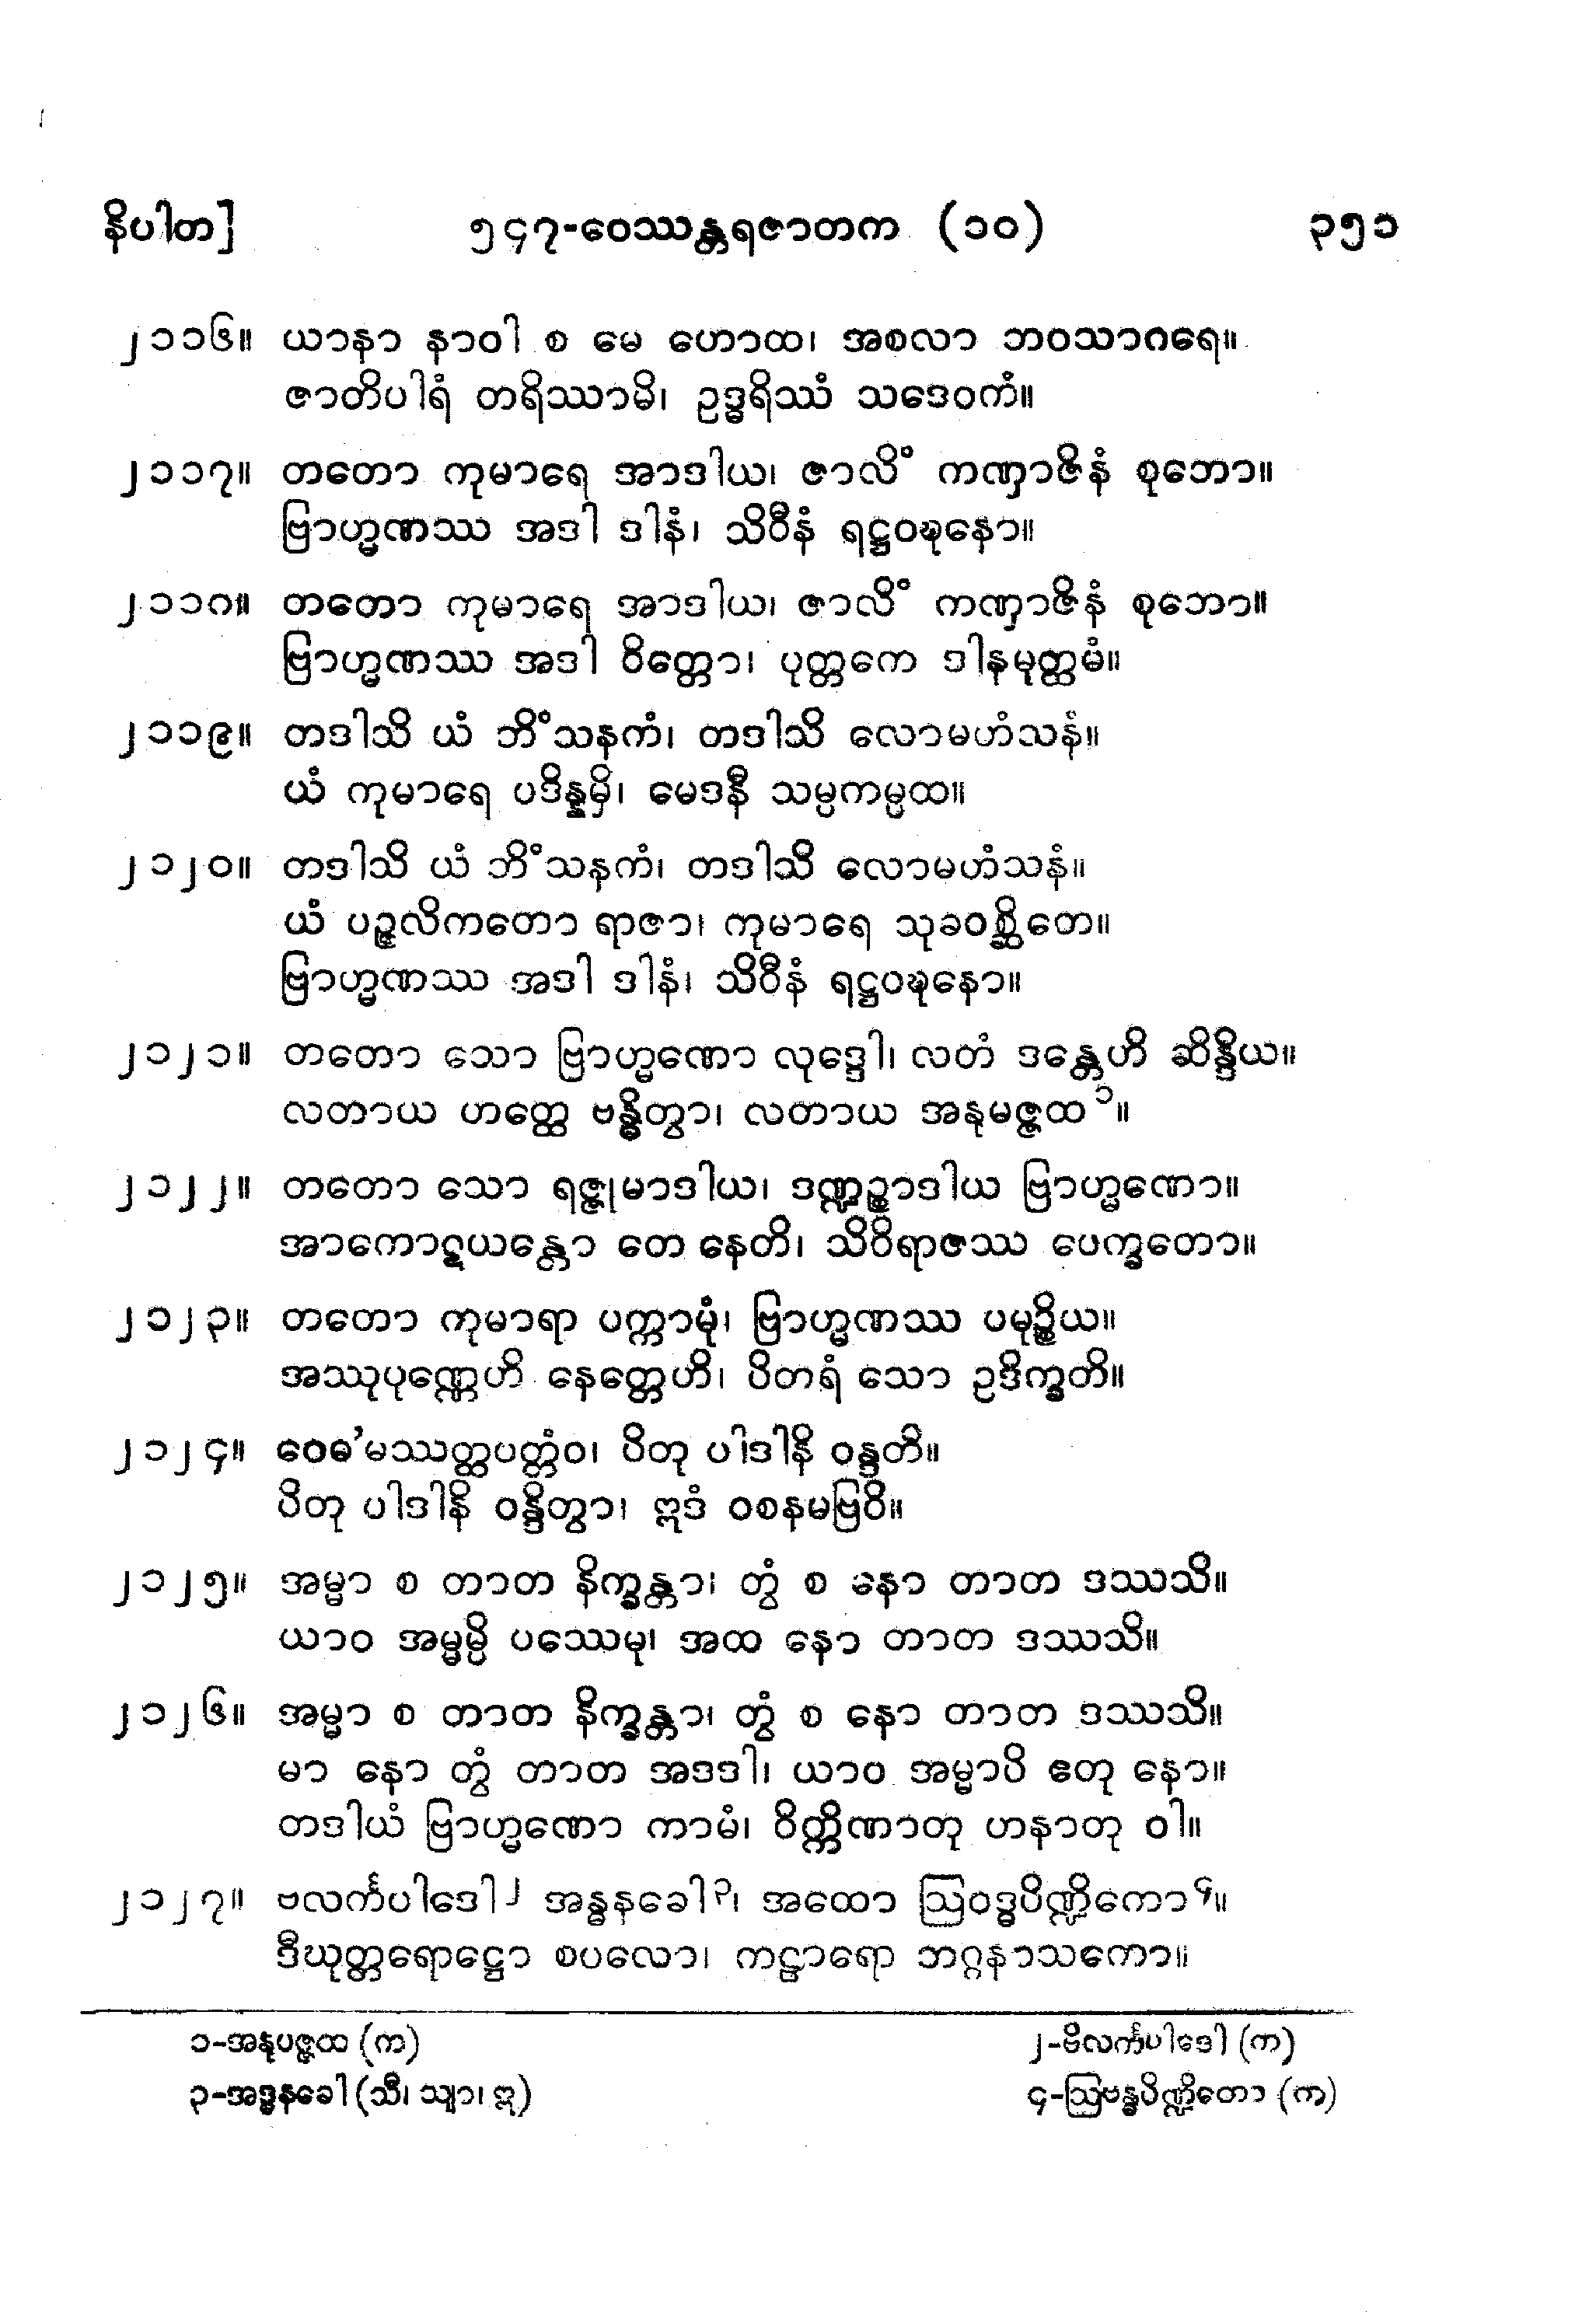 နိပါတ] ၅၄၇-ဝေဿန္တရဇာတက (၁၀) ၃၅၁
၂၁၁၆။ ယာနာ နာဝါ စ မေ ဟောထ၊ အစလာ ဘဝသာဂရေ။
ဇာတိပါရံ တရိဿာမိ၊ ဥဒ္ဓရိဿံ သဒေဝကံ။
၂၁၁၇။ တတော ကုမာရေ အာဒါယ၊ ဇာလိံ ကဏှာဇိနံ စုဘော။
ဗြာဟ္မဏဿ အဒါ ဒါနံ၊ သိဝီနံ ရဋ္ဌဝဍ္ဎနော။
၂၁၁၈။ တတော ကုမာရေ အာဒါယ၊ ဇာလိံ ကဏှာဇိနံ စုဘော။
ဗြာဟ္မဏဿ အဒါ ဝိတ္တော၊ ပုတ္တကေ ဒါနမုတ္တမံ။
၂၁၁၉။ တဒါသိ ယံ ဘိံသနကံ၊ တဒါသိ လောမဟံသနံ။
ယံ ကုမာရေ ပဒိန္နမှိ၊ မေဒနီ သမ္ပကမ္ပထ။
၂၁၂၀။ တဒါသိ ယံ ဘိံသနကံ၊ တဒါသိ လောမဟံသနံ။
ယံ ပဉ္ဇလိကတော ရာဇာ၊ ကုမာရေ သုခဝစ္ဆိတေ။
ဗြာဟ္မဏဿ အဒါ ဒါနံ၊ သိဝီနံ ရဋ္ဌဝဍ္ဎနော။
၂၁၂၁။ တတော သော ဗြာဟ္မဏော လုဒ္ဒေါ၊ လတံ ဒန္တေဟိ ဆိန္ဒိယ။
လတာယ ဟတ္ထေ ဗန္ဓိတွာ၊ လတာယ အနုမဇ္ဇထ ၁။
၂၁၂၂။ တတော သော ရဇ္ဇုမာဒါယ၊ ဒဏ္ဍဉ္စာဒါယ ဗြာဟ္မဏော။
အာကောဋယန္တော တေ နေတိ၊ သိဝိရာဇဿ ပေက္ခတော။
၂၁၂၃။ တတော ကုမာရာ ပက္ကာမုံ၊ ဗြာဟ္မဏဿ ပမုဉ္စိယ။
အဿုပုဏ္ဏေဟိ နေတ္တေဟိ၊ ပိတရံ သော ဥဒိက္ခတိ။
၂၁၂၄။ ဝေဓ’မဿတ္ထပတ္တံဝ၊ ပိတု ပါဒါနိ ဝန္ဒတိ။
ပိတု ပါဒါနိ ဝန္ဒိတွာ၊ ဣဒံ ဝစနမဗြဝိ။
၂၁၂၅။ အမ္မာ စ တာတ နိက္ခန္တာ၊ တွံ စ နော တာတ ဒဿသိ။
ယာဝ အမ္မမ္ပိ ပဿေမု၊ အထ နော တာတ ဒဿသိ။
၂၁၂၆။ အမ္မာ စ တာတ နိက္ခန္တာ၊ တွံ စ နော တာတ ဒဿသိ။
မာ နော တွံ တာတ အဒဒါ၊ ယာဝ အမ္မာပိ ဧတု နော။
တဒါယံ ဗြာဟ္မဏော ကာမံ၊ ဝိက္ကိဏာတု ဟနာတု ဝါ။
၂၁၂၇။ ဗလင်္ကပါဒေါ ၂ အန္ဓနခေါ ၃၊ အထော ဩဝဒ္ဓပိဏ္ဍိကော ၄။
ဒီဃုတ္တရောဋ္ဌော စပလော၊ ကဠာရော ဘဂ္ဂနာသကော။
၁-အနုပဇ္ဇထ (က) ၂-ဗိလင်္ကပါဒေါ (က)
၃-အဒ္ဓနခေါ (သီ၊ သျာ၊ ဣ) ၄-ဩဗန္ဓပိဏ္ဍိတော (က)